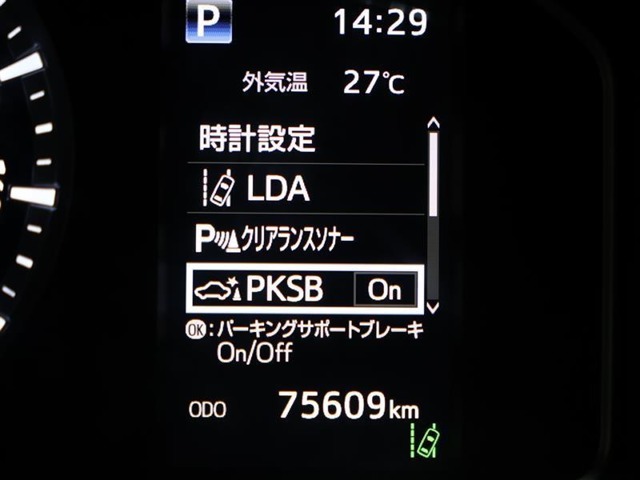 P 14:29
外気温 27℃
時計設定
LDA
P クリアランスソナー
PKSB On
OK:パーキングサポートブレーキ
On/Off
ODO 75609km